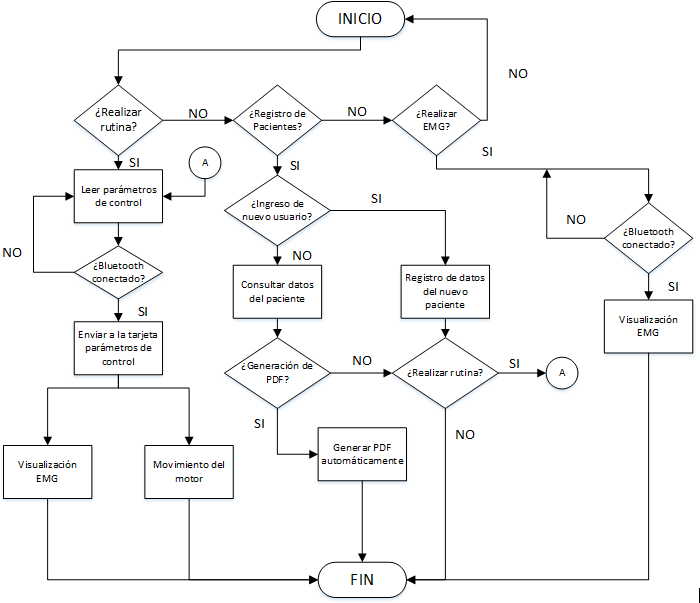 INICIO
NO
¿Realizar
rutina?
NO
¿Registro de
Pacientes?
NO
¿Realizar
EMG?
SI
A
SI
SI
Leer parámetros
de control
¿Ingreso de
nuevo usuario?
SI
NO
¿Bluetooth
conectado?
NO
¿Bluetooth
conectado?
NO
Consultar datos
del paciente
Registro de datos
del nuevo
paciente
SI
SI
Visualización
EMG
Enviar a la tarjeta
parámetros de
control
¿Generación de
PDF?
NO
¿Realizar rutina?
SI
A
SI
NO
Generar PDF
automáticamente
Visualización
EMG
Movimiento del
motor
FIN